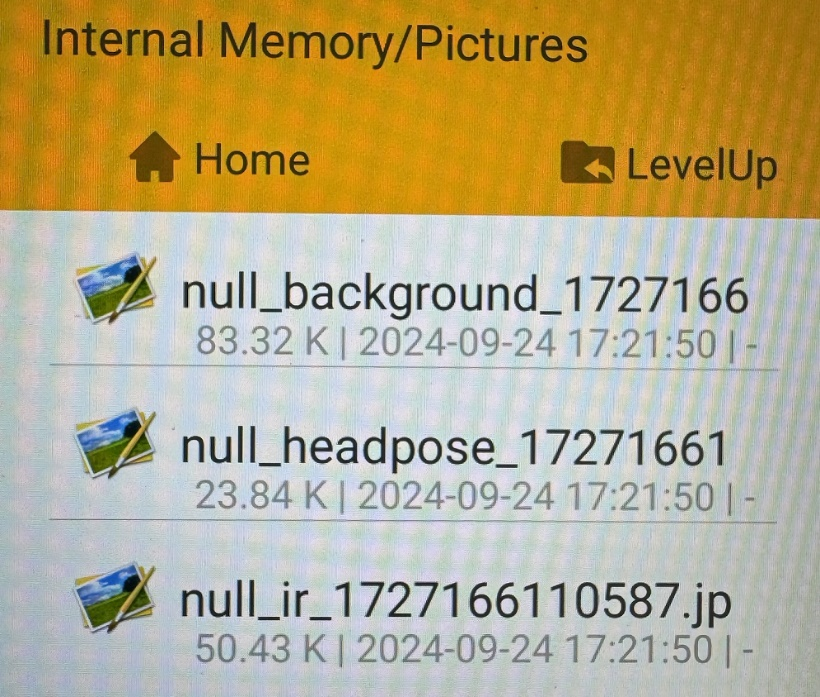 Internal Memory/Pictures
Home LevelUp
null_background_1727166
83.32 K | 2024-09-24 17:21:50 | -
null_headpose_17271661
23.84 K | 2024-09-24 17:21:50 | -
null_ir_1727166110587.jp
50.43 K | 2024-09-24 17:21:50 | -